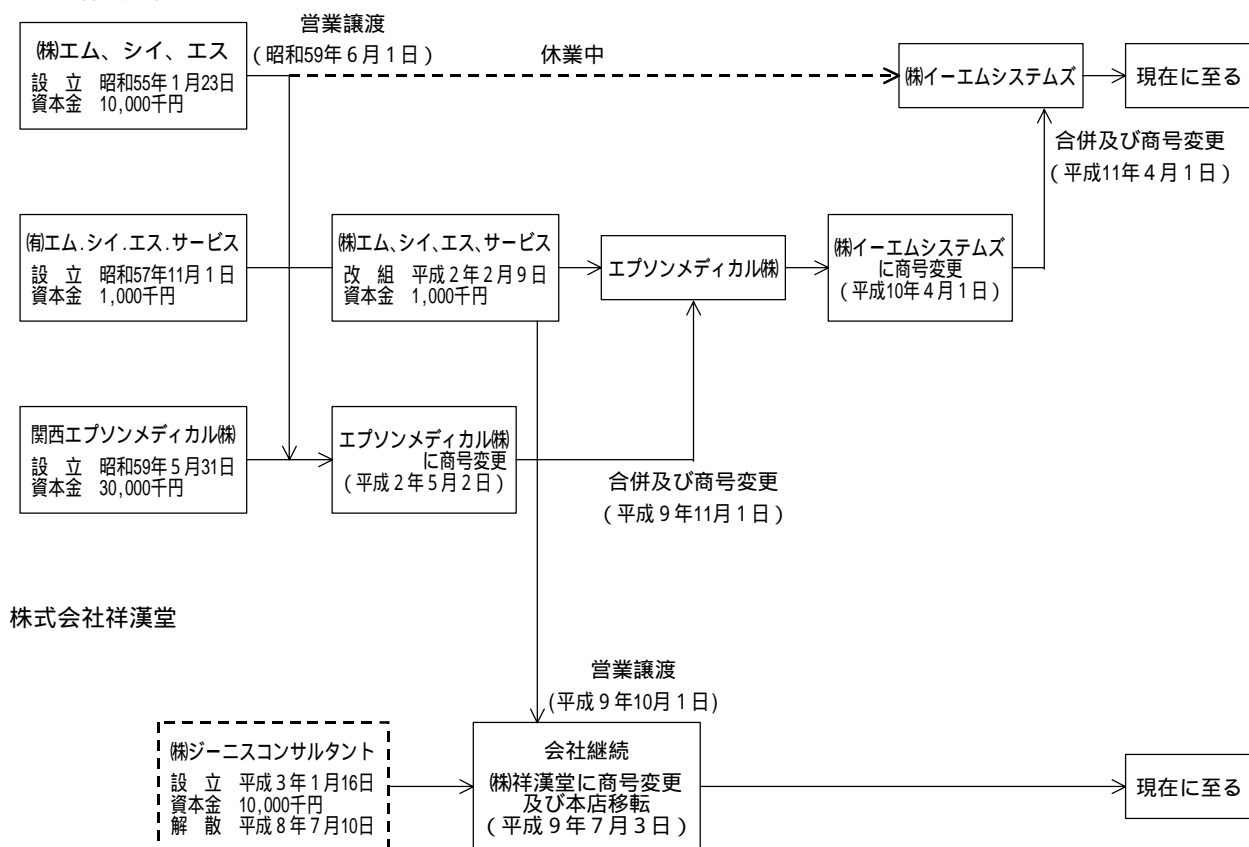 営業譲渡
(昭和59年6月1日)
休業中
㈱エム、シイ、エス
設　立　昭和55年1月23日
資本金　10,000千円
㈱イーエムシステムズ
現在に至る
合併及び商号変更
(平成11年4月1日)
㈲エム.シイ.エス.サービス
設　立　昭和57年11月1日
資本金　1,000千円
㈱エム、シイ、エス、サービス
改　組　平成2年2月9日
資本金　1,000千円
エプソンメディカル㈱
㈱イーエムシステムズ
に商号変更
(平成10年4月1日)
関西エプソンメディカル㈱
設　立　昭和59年5月31日
資本金　30,000千円
エプソンメディカル㈱
に商号変更
(平成2年5月2日)
合併及び商号変更
(平成9年11月1日)
株式会社祥漢堂
営業譲渡
(平成9年10月1日)
㈱ジーニスコンサルタント
設　立　平成3年1月16日
資本金　10,000千円
解　散　平成8年7月10日
会社継続
㈱祥漢堂に商号変更
及び本店移転
(平成9年7月3日)
現在に至る